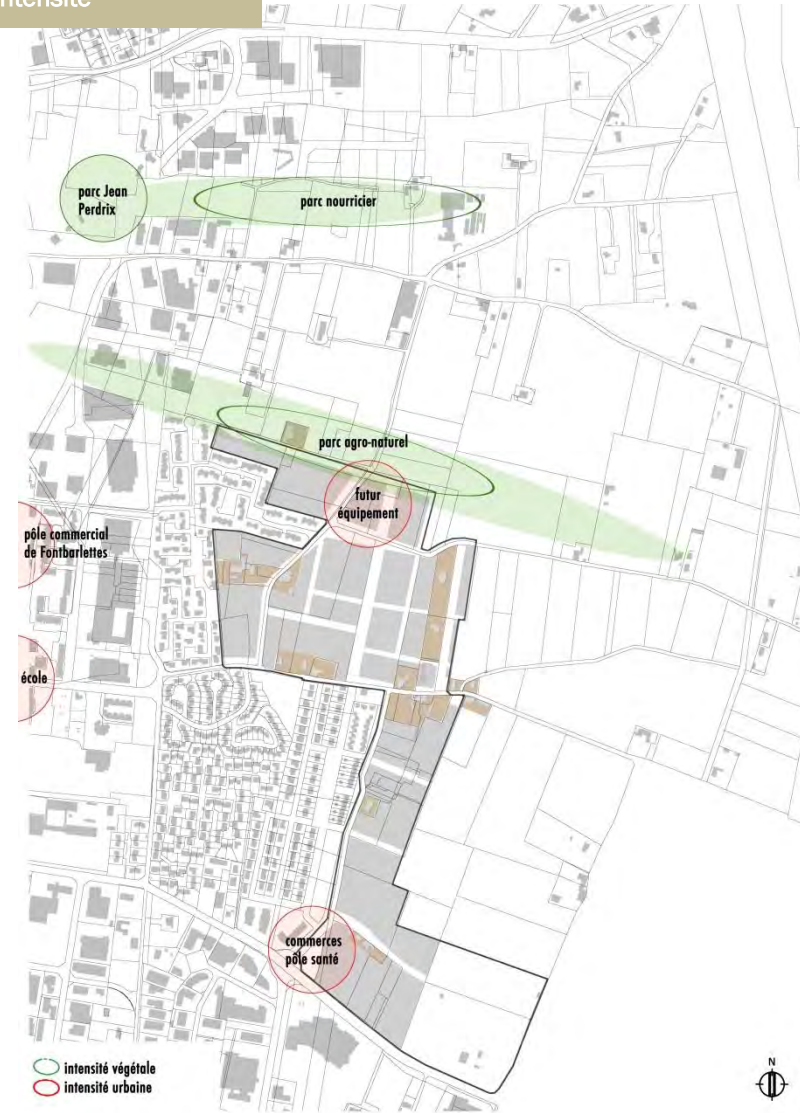 intensité
parc Jean
Perdrix
parc nourricier
parc agro-naturel
futur
équipement
pôle commercial
de Fontbarlettes
école
commerces
pôle santé
intensité végétale
intensité urbaine
N